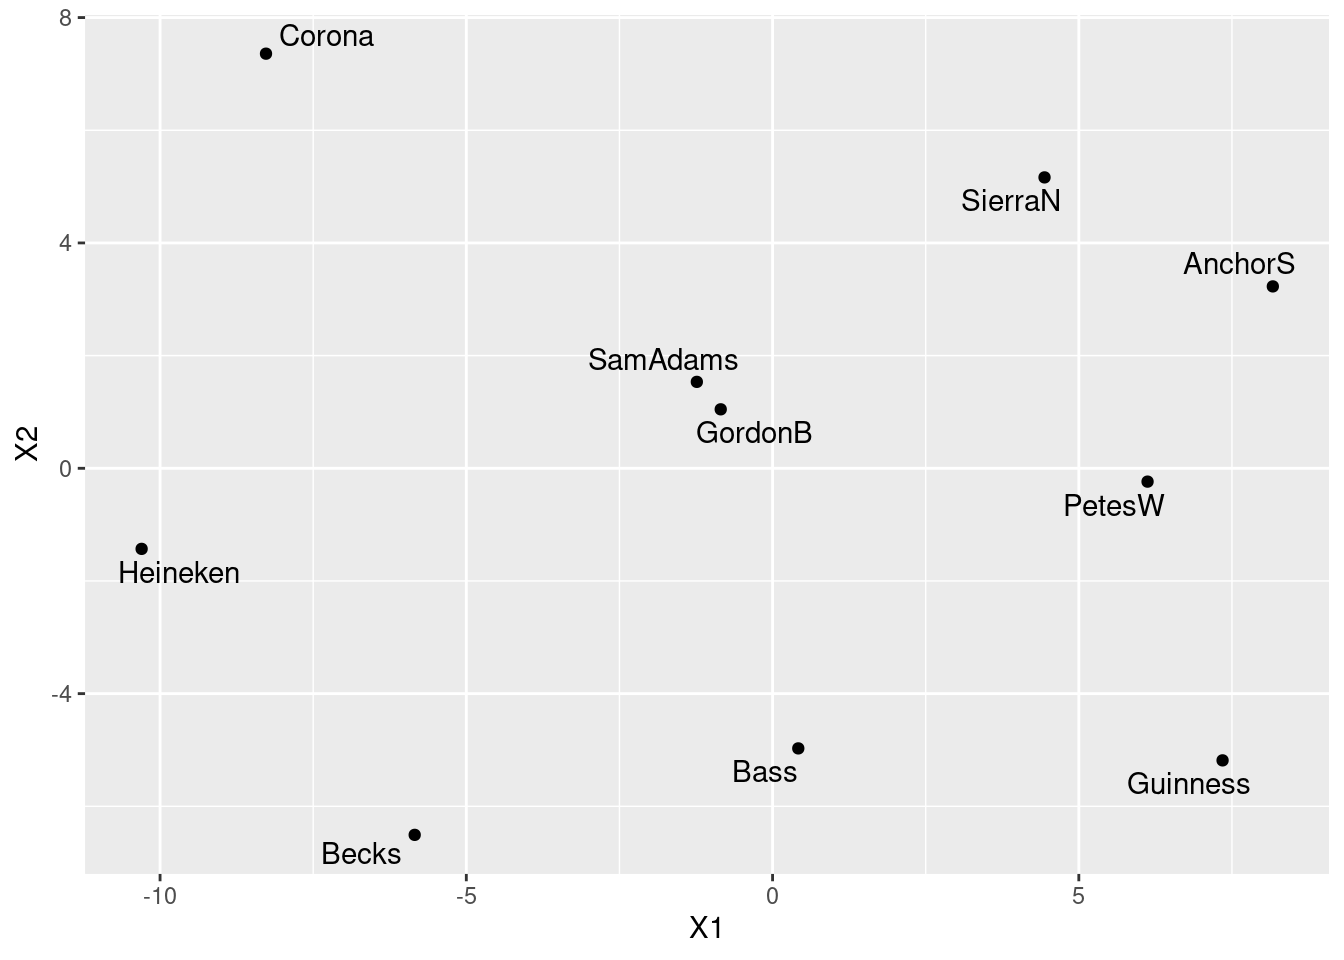 8
Corona
SierraN
4
AnchorS
SamAdams
GordonB
X2
0
PetesW
Heineken
-4
Bass
Guinness
Becks
-10 -5 0 5
X1